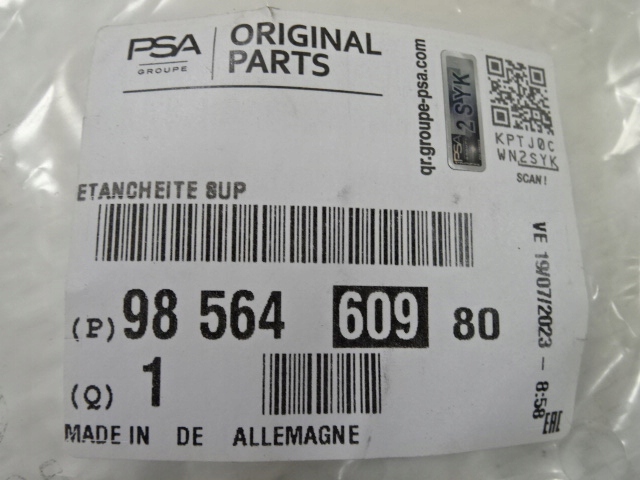 PSA
GROUPE
ORIGINAL
PARTS
qr.groupe-psa.com
PSA 2SYK
KPTJ0C
WN2SYK
SCAN!
ETANCHEITE SUP
(P) 98 564 609 80
(Q) 1
MADE IN DE ALLEMAGNE
VE 19/07/2023 - 8:58
EAC